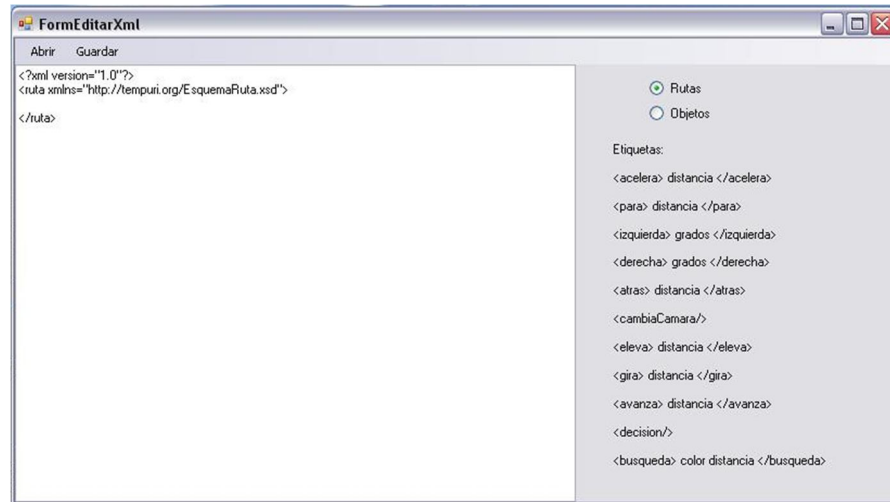 FormEditarXml
Abrir Guardar
<?xml version="1.0"?>
<ruta xmlns="http://tempuri.org/EsquemaRuta.xsd">
</ruta>
Rutas
Objetos
Etiquetas:
<acelera> distancia </acelera>
<para> distancia </para>
<izquierda> grados </izquierda>
<derecha> grados </derecha>
<atras> distancia </atras>
<cambiaCamara/>
<eleva> distancia </eleva>
<gira> distancia </gira>
<avanza> distancia </avanza>
<decision/>
<busqueda> color distancia </busqueda>